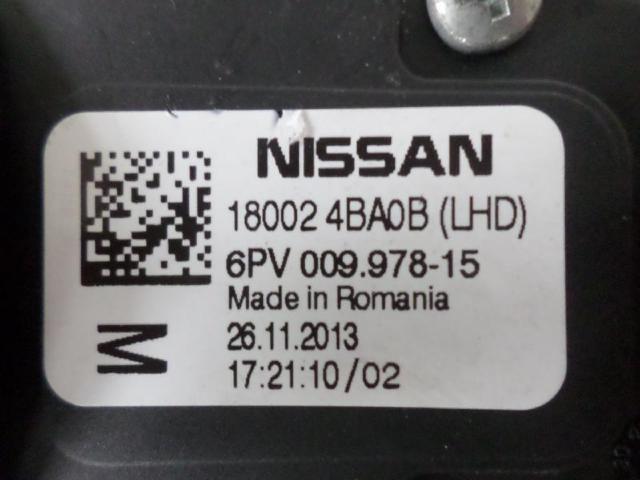 NISSAN
18002 4BA0B (LHD)
6PV 009.978-15
Made in Romania
26.11.2013
17:21:10/02
M